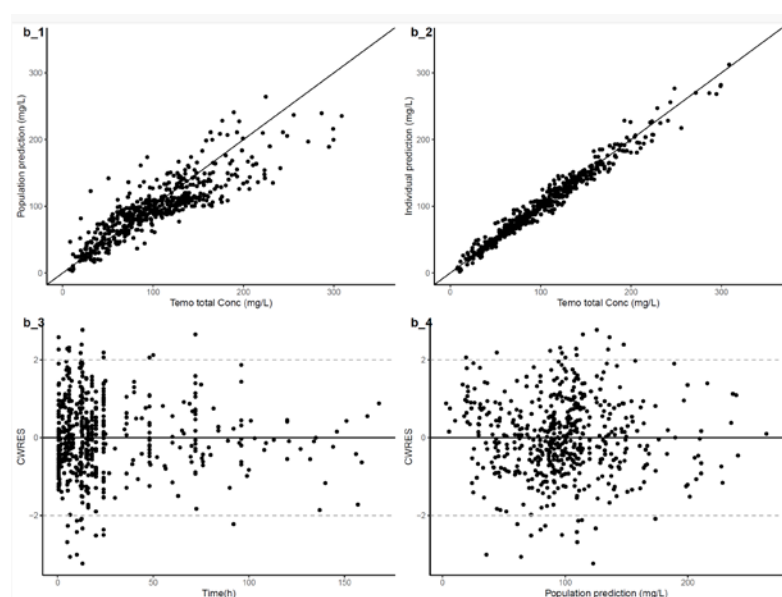 b_1
Population prediction (mg/L)
300
200
100
0
0 100 200 300
Temo total Conc (mg/L)
b_2
Individual prediction (mg/L)
300
200
100
0
0 100 200 300
Temo total Conc (mg/L)
b_3
CWRES
2
0
-2
0 50 100 150
Time(h)
b_4
CWRES
2
0
-2
0 100 200
Population prediction (mg/L)